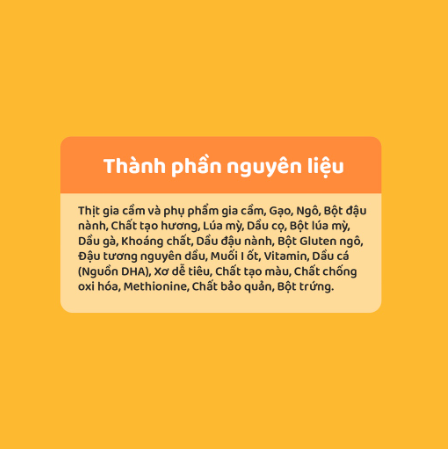 Thành phần nguyên liệu
Thịt gia cầm và phụ phẩm gia cầm, Gạo, Ngô, Bột đậu
nành, Chất tạo hương, Lúa mỳ, Dầu cọ, Bột lúa mỳ,
Dầu gà, Khoáng chất, Dầu đậu nành, Bột Gluten ngô,
Đậu tương nguyên dầu, Muối I ốt, Vitamin, Dầu cá
(Nguồn DHA), Xơ dễ tiêu, Chất tạo màu, Chất chống
oxi hóa, Methionine, Chất bảo quản, Bột trứng.